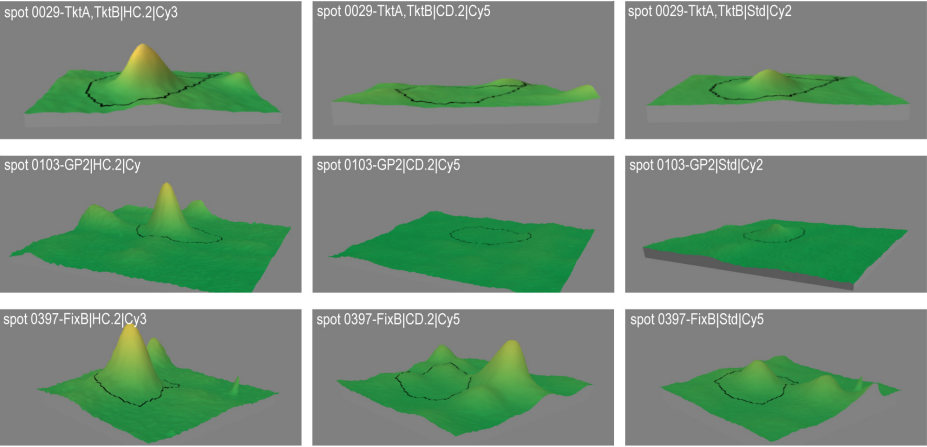 spot 0029-TktA,TktB|HC.2|Cy3
spot 0029-TktA,TktB|CD.2|Cy5
spot 0029-TktA,TktB|Std|Cy2
spot 0103-GP2|HC.2|Cy
spot 0103-GP2|CD.2|Cy5
spot 0103-GP2|Std|Cy2
spot 0397-FixB|HC.2|Cy3
spot 0397-FixB|CD.2|Cy5
spot 0397-FixB|Std|Cy5